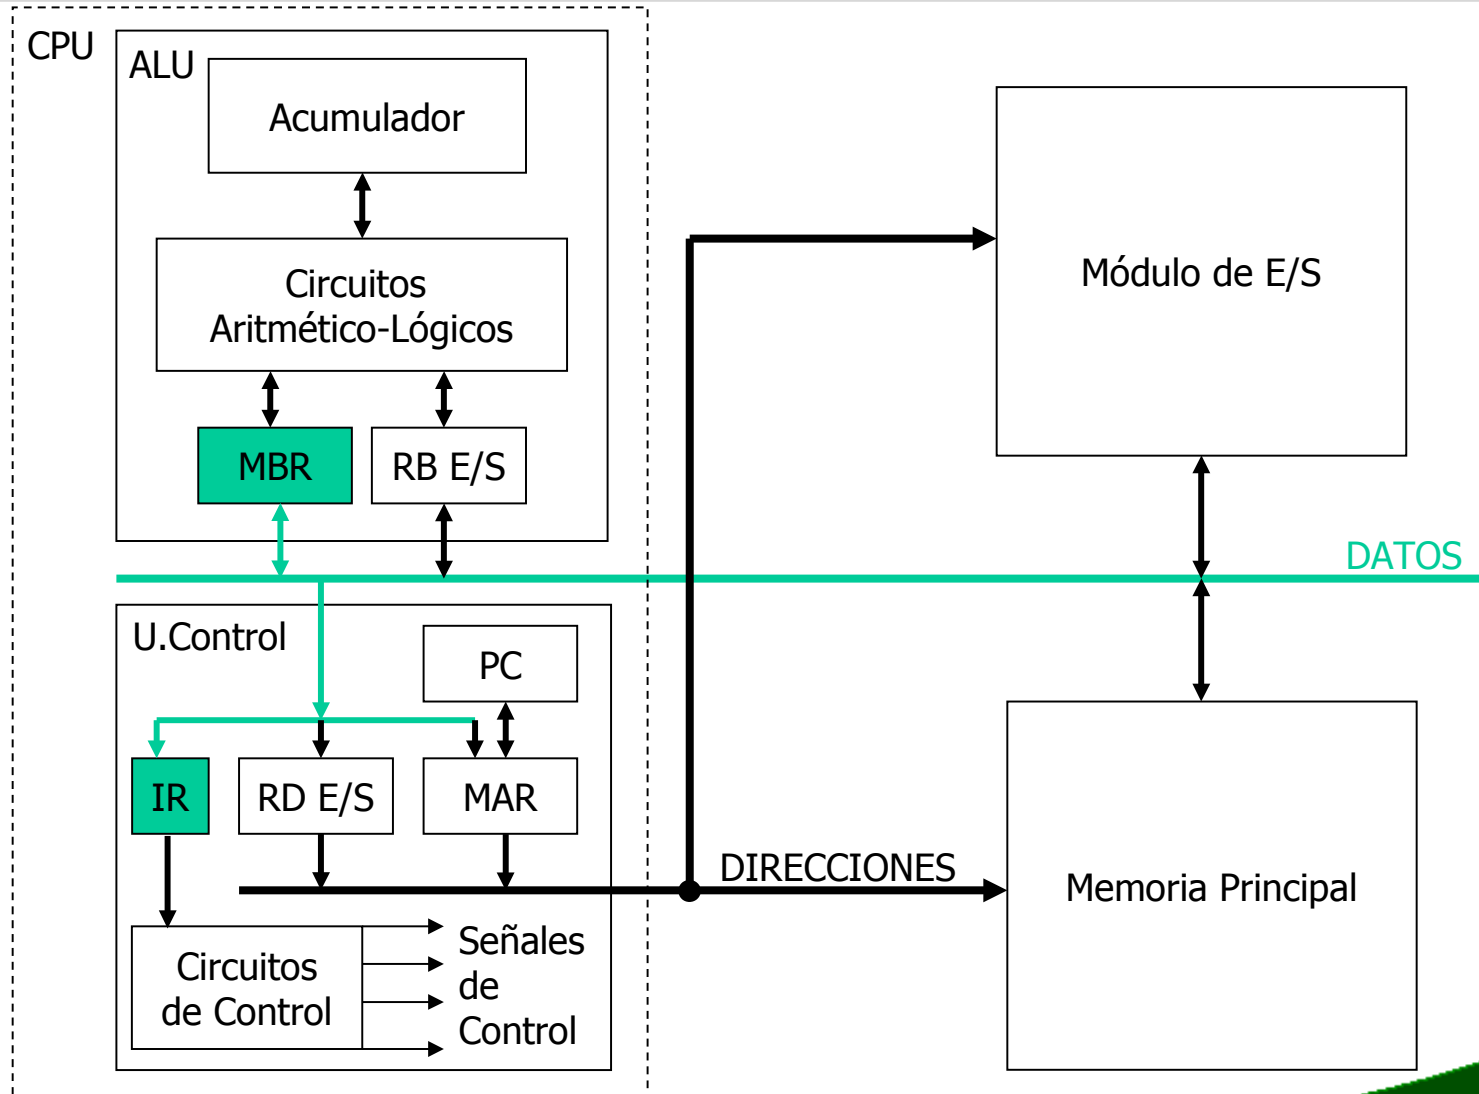 CPU
ALU
Acumulador
Circuitos
Aritmético-Lógicos
MBR
RB E/S
Módulo de E/S
DATOS
U.Control
PC
IR
RD E/S
MAR
DIRECCIONES
Memoria Principal
Circuitos
de Control
Señales
de
Control